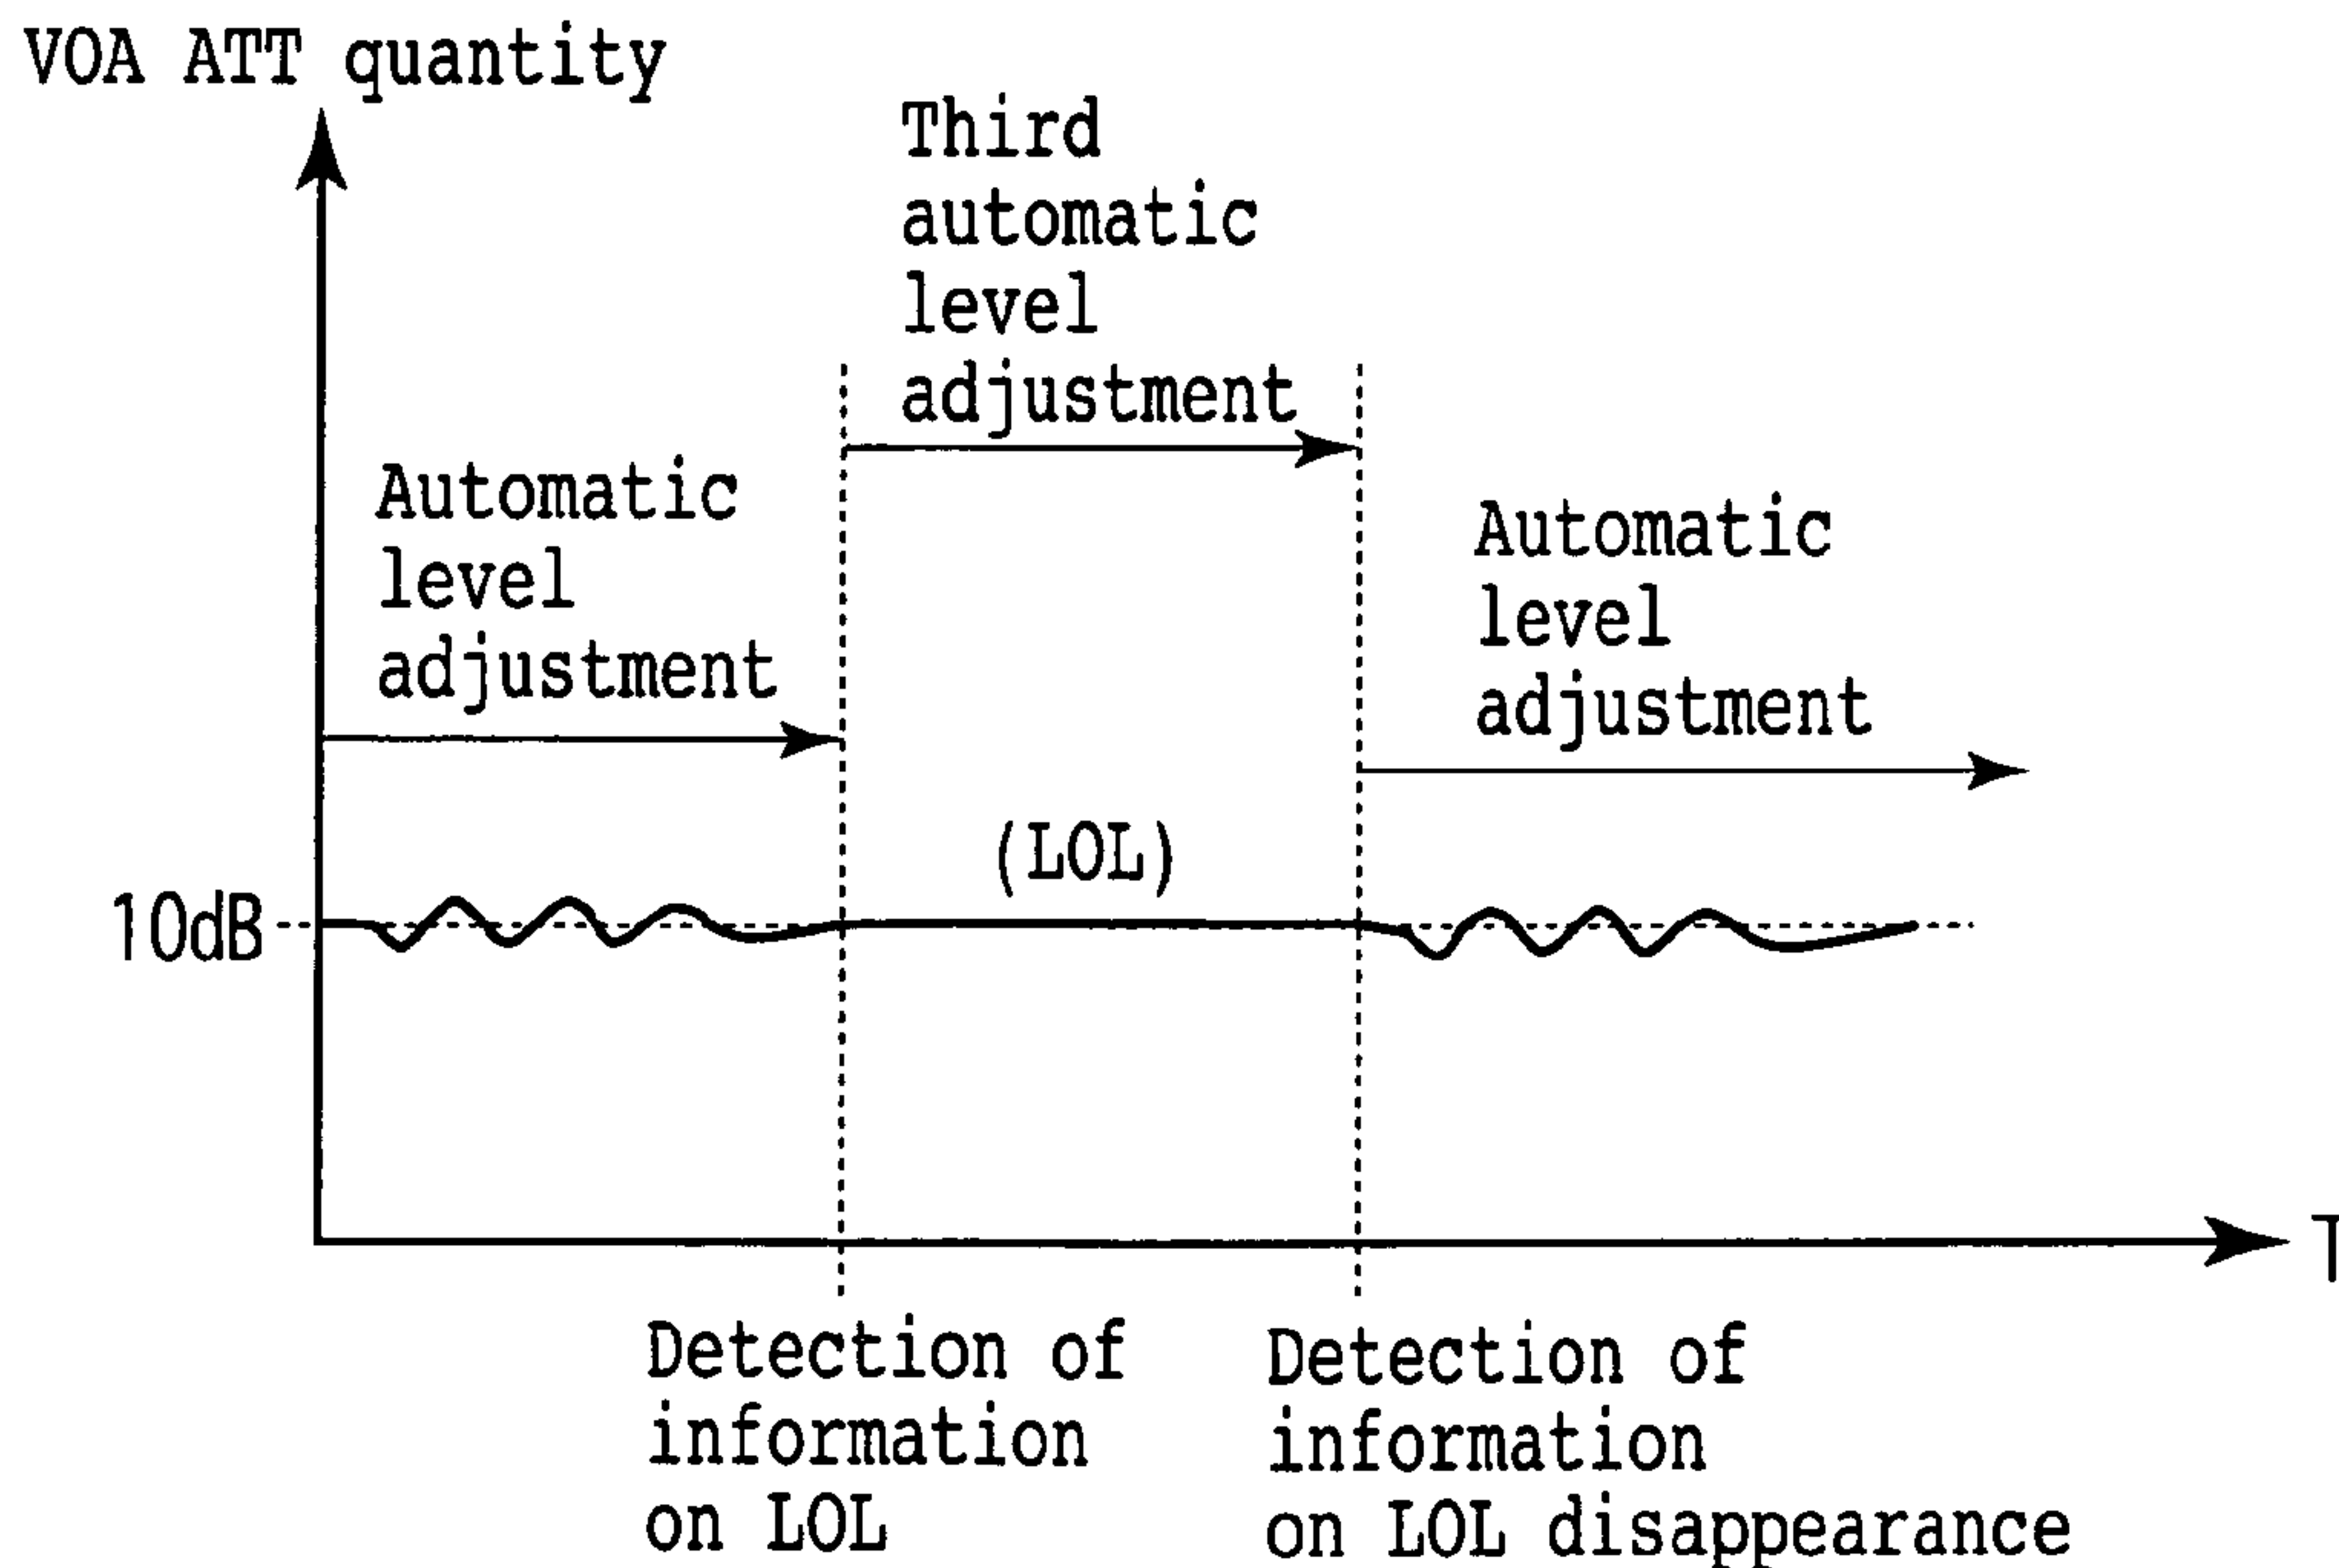 VOA ATT quantity
Third
automatic
level
adjustment
Automatic
level
adjustment
Automatic
level
adjustment
(LOL)
10dB
T
Detection of
information
on LOL
Detection of
information
on LOL disappearance